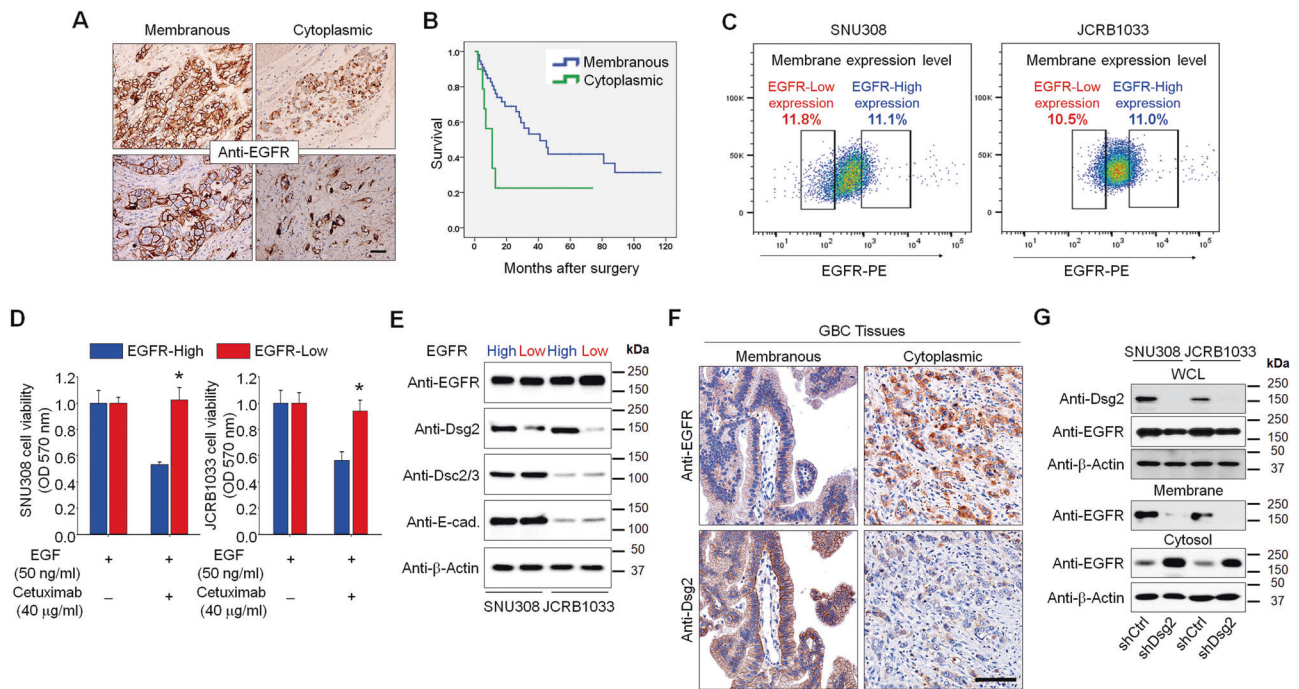 A
Membranous
Cytoplasmic
Anti-EGFR
B
Membranous
Cytoplasmic
Survival
1.0
0.8
0.6
0.4
0.2
0.0
0 20 40 60 80 100 120
Months after surgery
C
SNU308
Membrane expression level
EGFR-Low
expression
11.8%
EGFR-High
expression
11.1%
100K
50K
0
10¹ 10² 10³ 10⁴ 10⁵
EGFR-PE
JCRB1033
Membrane expression level
EGFR-Low
expression
10.5%
EGFR-High
expression
11.0%
100K
50K
0
10¹ 10² 10³ 10⁴ 10⁵
EGFR-PE
D
EGFR-High
EGFR-Low
SNU308 cell viability
(OD 570 nm)
1.2
1.0
0.8
0.6
0.4
0.2
0.0
*
JCRB1033 cell viability
(OD 570 nm)
1.2
1.0
0.8
0.6
0.4
0.2
0.0
*
EGF
(50 ng/ml)
+ +
Cetuximab
(40 μg/ml)
– +
EGF
(50 ng/ml)
+ +
Cetuximab
(40 μg/ml)
– +
E
EGFR High Low High Low kDa
Anti-EGFR
250
150
Anti-Dsg2
250
150
Anti-Dsc2/3
150
100
Anti-E-cad.
150
100
Anti-β-Actin
50
37
SNU308 JCRB1033
F
GBC Tissues
Membranous
Cytoplasmic
Anti-EGFR
Anti-Dsg2
G
SNU308 JCRB1033 kDa
WCL
Anti-Dsg2
250
150
Anti-EGFR
250
150
Anti-β-Actin
50
37
Membrane
Anti-EGFR
250
150
Cytosol
Anti-EGFR
250
150
Anti-β-Actin
50
37
shCtrl
shDsg2
shCtrl
shDsg2